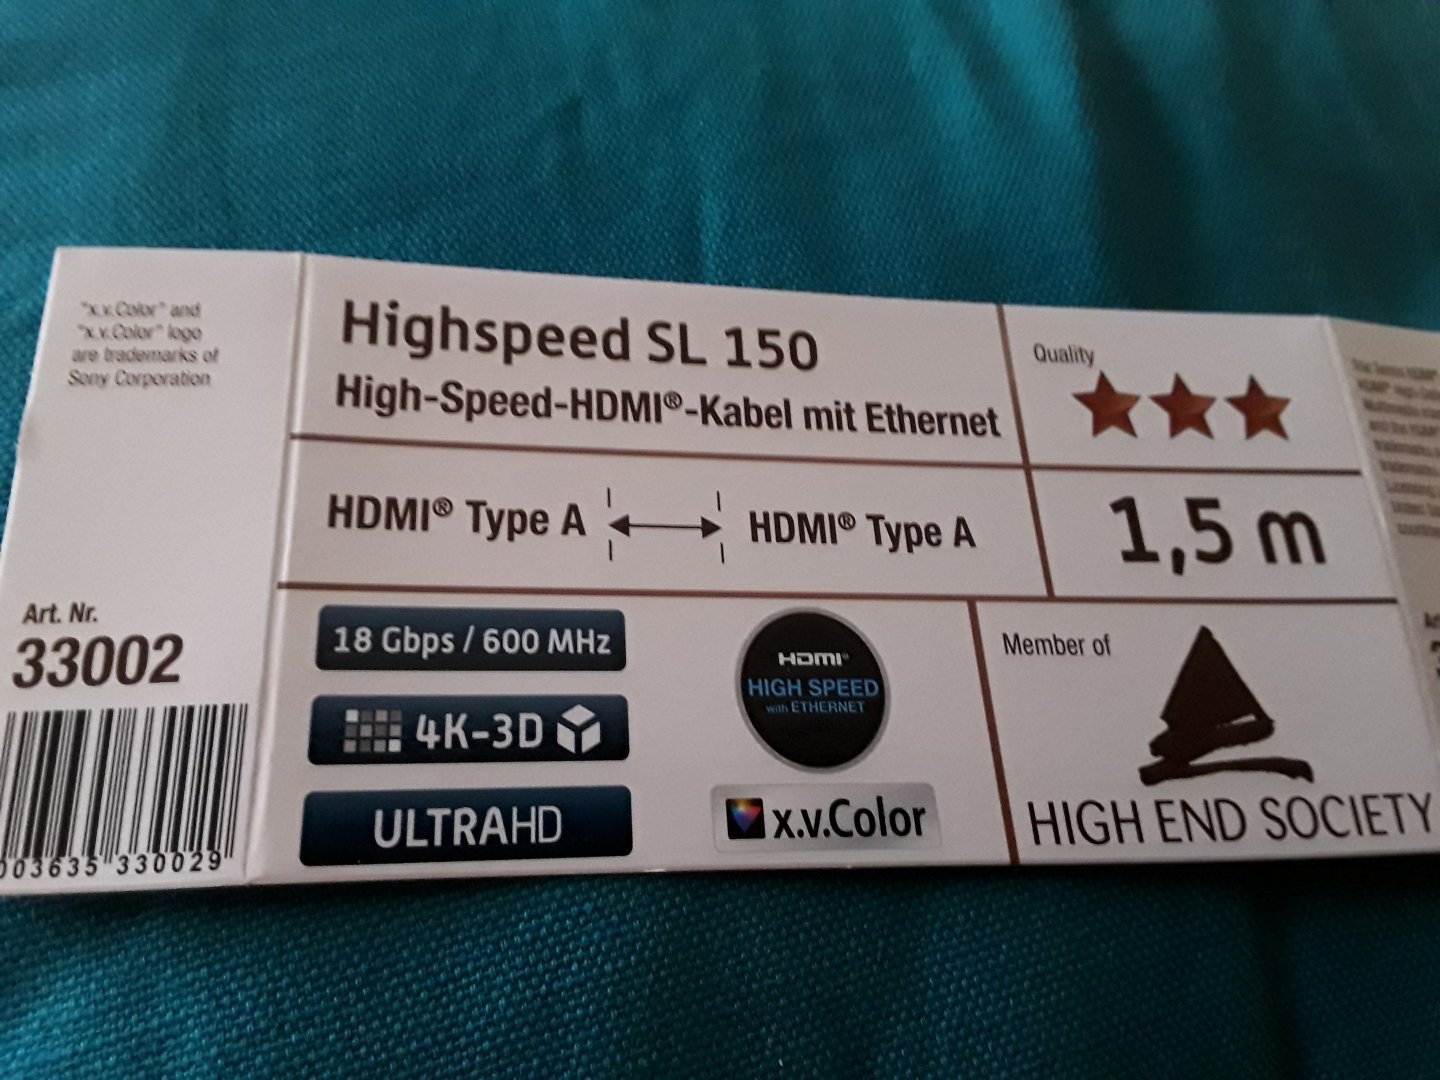 "x.v.Color" and
"x.v.Color" logo
are trademarks of
Sony Corporation
Art. Nr.
33002
003635 330029
Highspeed SL 150
High-Speed-HDMI®-Kabel mit Ethernet
HDMI® Type A
HDMI® Type A
18 Gbps / 600 MHz
4K-3D
ULTRAHD
HDMI®
HIGH SPEED
with ETHERNET
x.v.Color
Quality
1,5 m
Member of
HIGH END SOCIETY